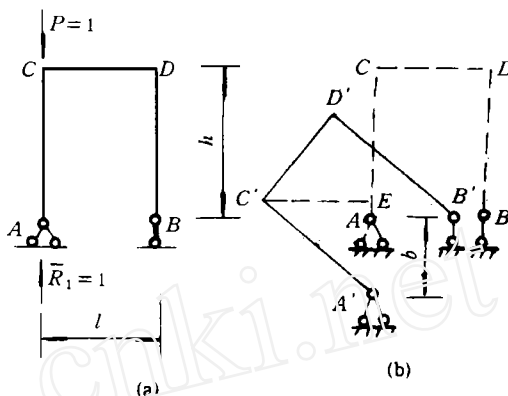 P=1
C D
h
A B
R̄₁=1
l
(a)
C D
D'
C' E B'
A B
b
A'
(b)
cnki.net